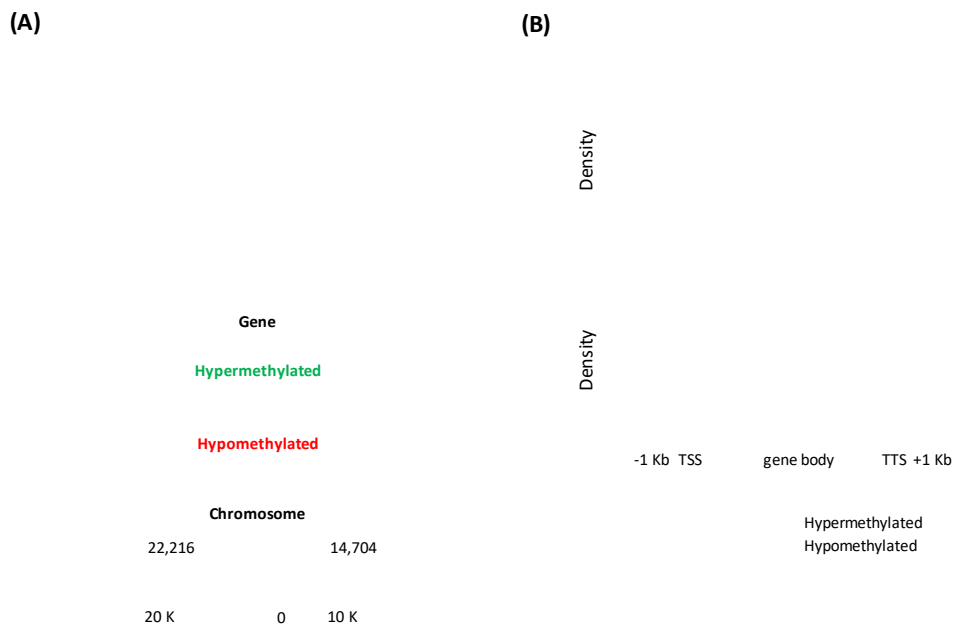 (A)
Gene
Hypermethylated
Hypomethylated
Chromosome
22,216 14,704
20 K 0 10 K
(B)
Density
Density
-1 Kb TSS gene body TTS +1 Kb
Hypermethylated
Hypomethylated